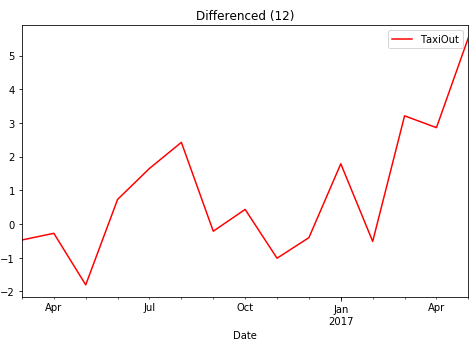 Differenced (12)
TaxiOut
5
4
3
2
1
0
−1
−2
Apr
Jul
Oct
Jan
2017
Apr
Date